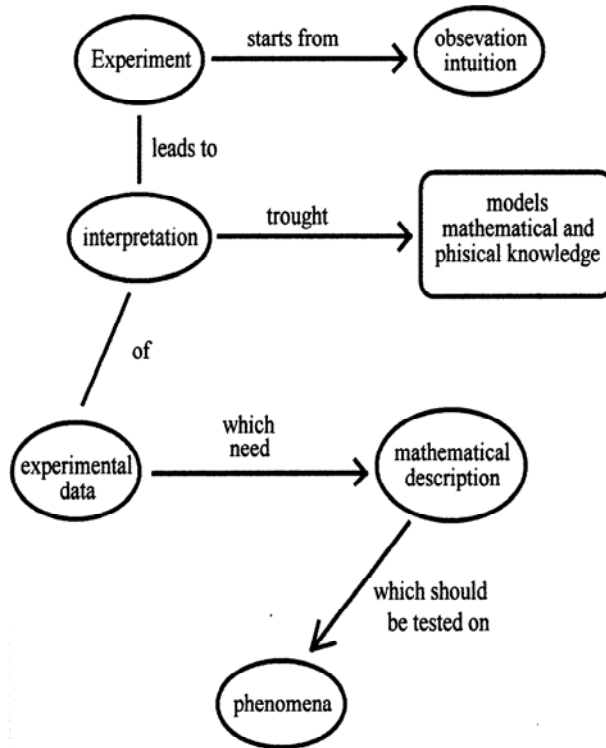 Experiment
starts from
obsevation
intuition
leads to
interpretation
trought
models
mathematical and
phisical knowledge
of
experimental
data
which
need
mathematical
description
which should
be tested on
phenomena